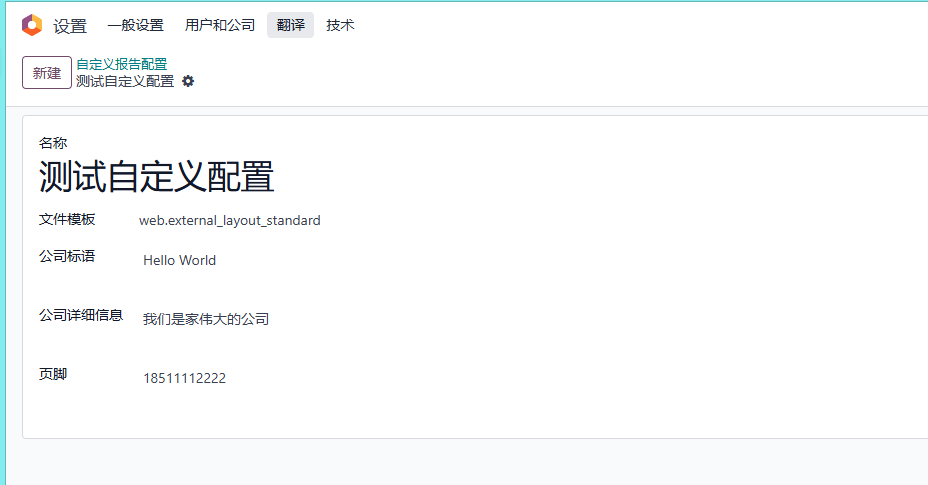 设置 一般设置 用户和公司 翻译 技术
新建 自定义报告配置
测试自定义配置
名称
测试自定义配置
文件模板 web.external_layout_standard
公司标语 Hello World
公司详细信息 我们是家伟大的公司
页脚 18511112222